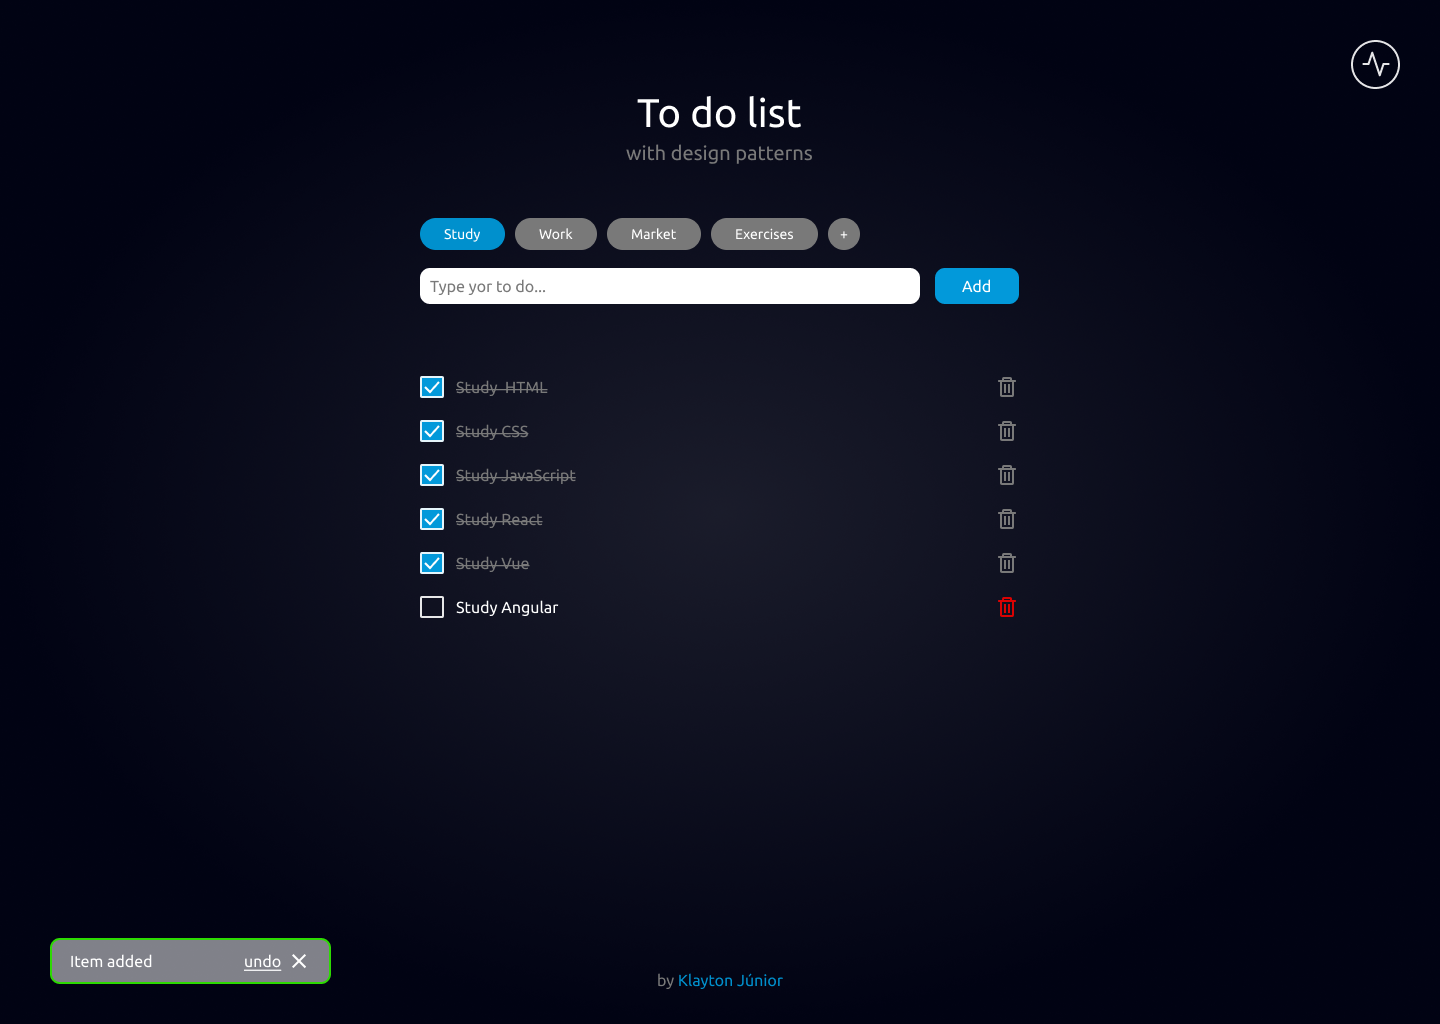 To do list
with design patterns
Study Work Market Exercises +
Type yor to do... Add
Study HTML
Study CSS
Study JavaScript
Study React
Study Vue
Study Angular
Item added undo
by Klayton Júnior